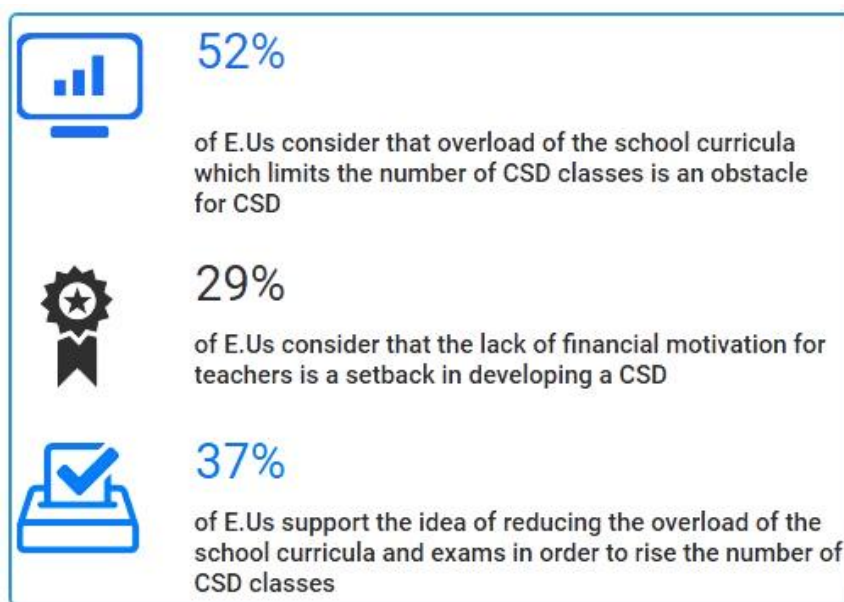 52%
of E.Us consider that overload of the school curricula
which limits the number of CSD classes is an obstacle
for CSD
29%
of E.Us consider that the lack of financial motivation for
teachers is a setback in developing a CSD
37%
of E.Us support the idea of reducing the overload of the
school curricula and exams in order to rise the number of
CSD classes